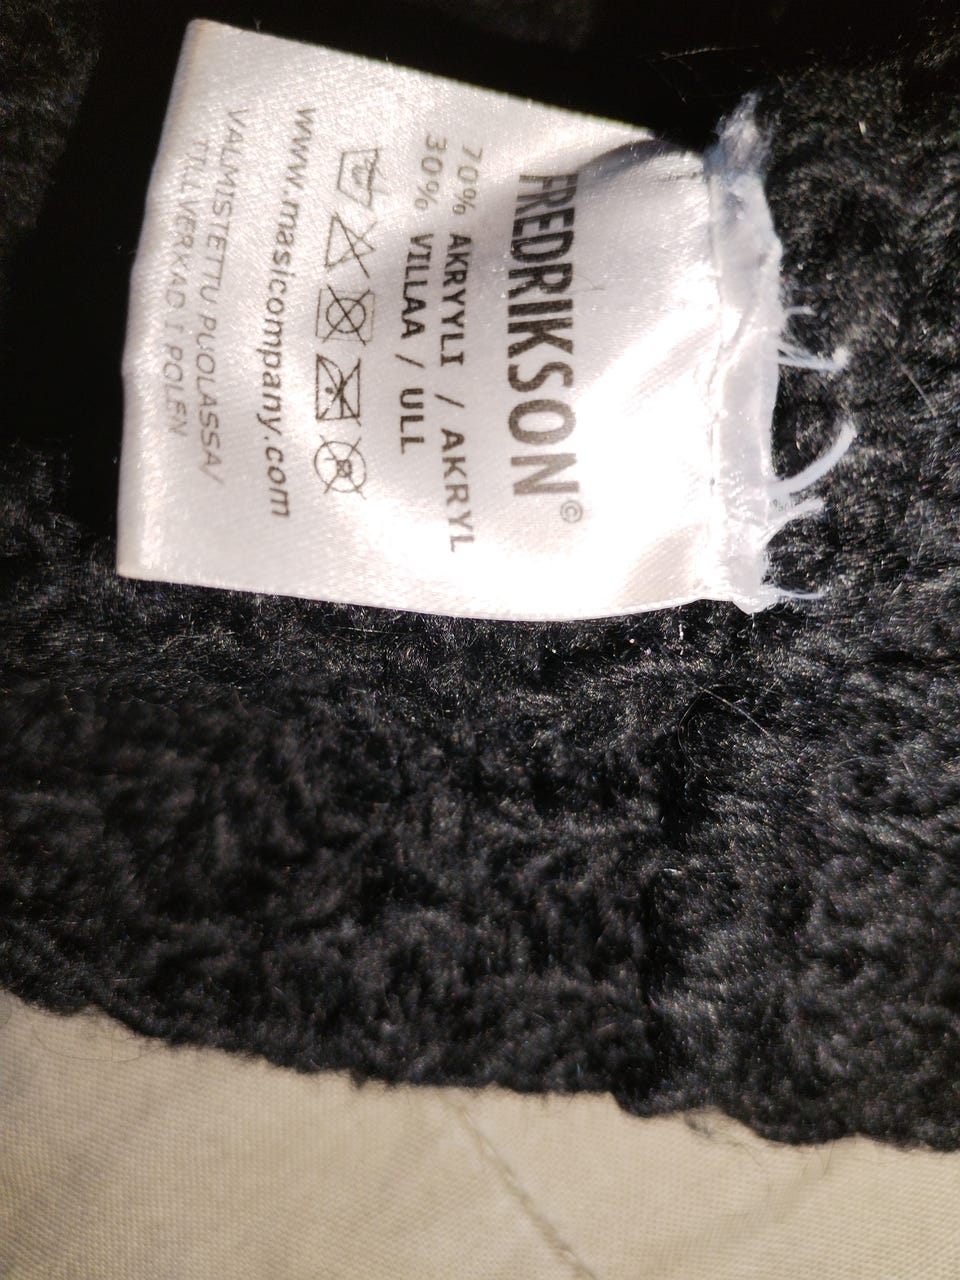 FREDRIKSON©
70% AKRYYLI / AKRYL
30% VILLAA / ULL
www.masicompany.com
VALMISTETTU PUOLASSA/
TILLVERKAD I POLEN